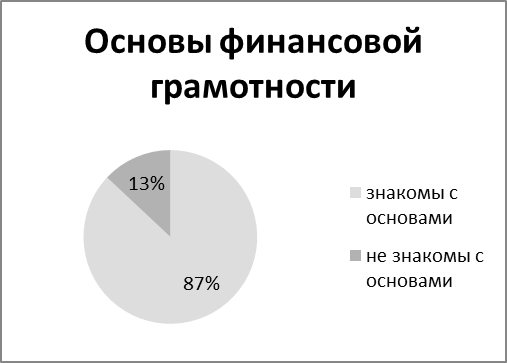 Основы финансовой
грамотности
13%
87%
знакомы с
основами
не знакомы с
основами